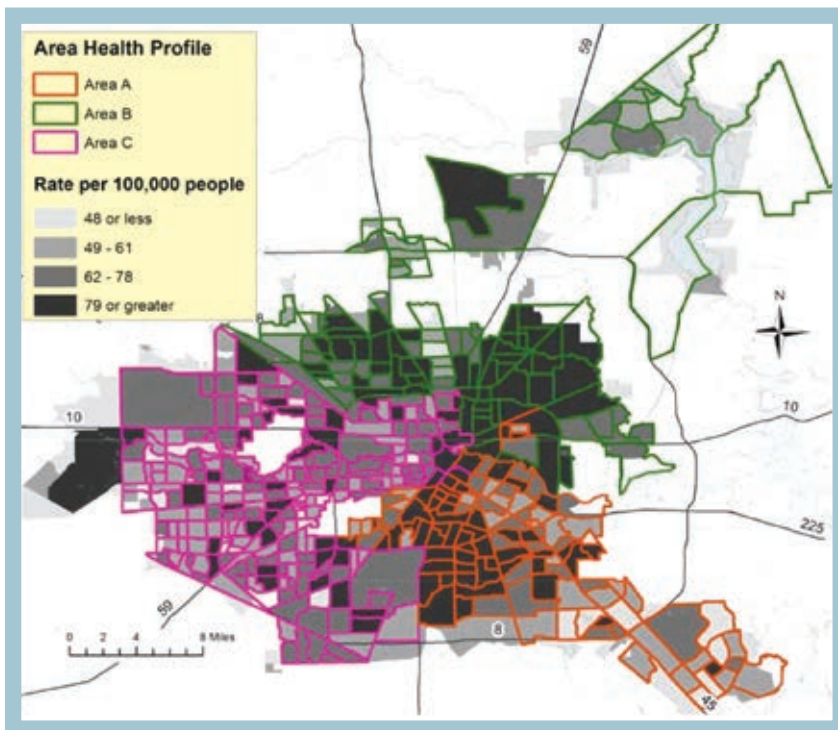 Area Health Profile
Area A
Area B
Area C
Rate per 100,000 people
48 or less
49 - 61
62 - 78
79 or greater
59
N
8
10
10
225
59
0 2 4 8 Miles
8
45